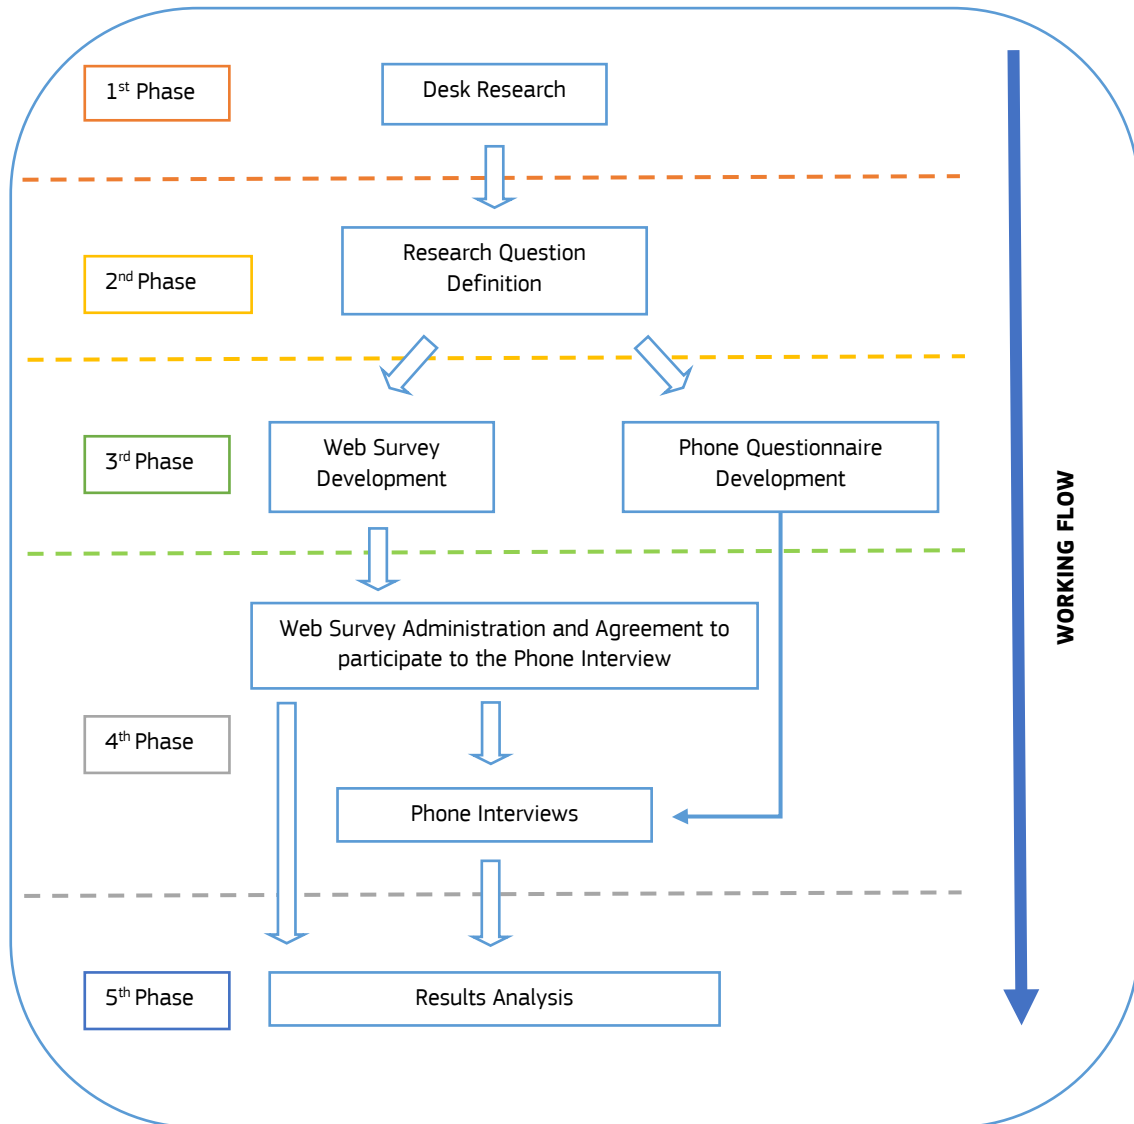 1st Phase
Desk Research
2nd Phase
Research Question
Definition
3rd Phase
Web Survey
Development
Phone Questionnaire
Development
WORKING FLOW
Web Survey Administration and Agreement to
participate to the Phone Interview
4th Phase
Phone Interviews
5th Phase
Results Analysis